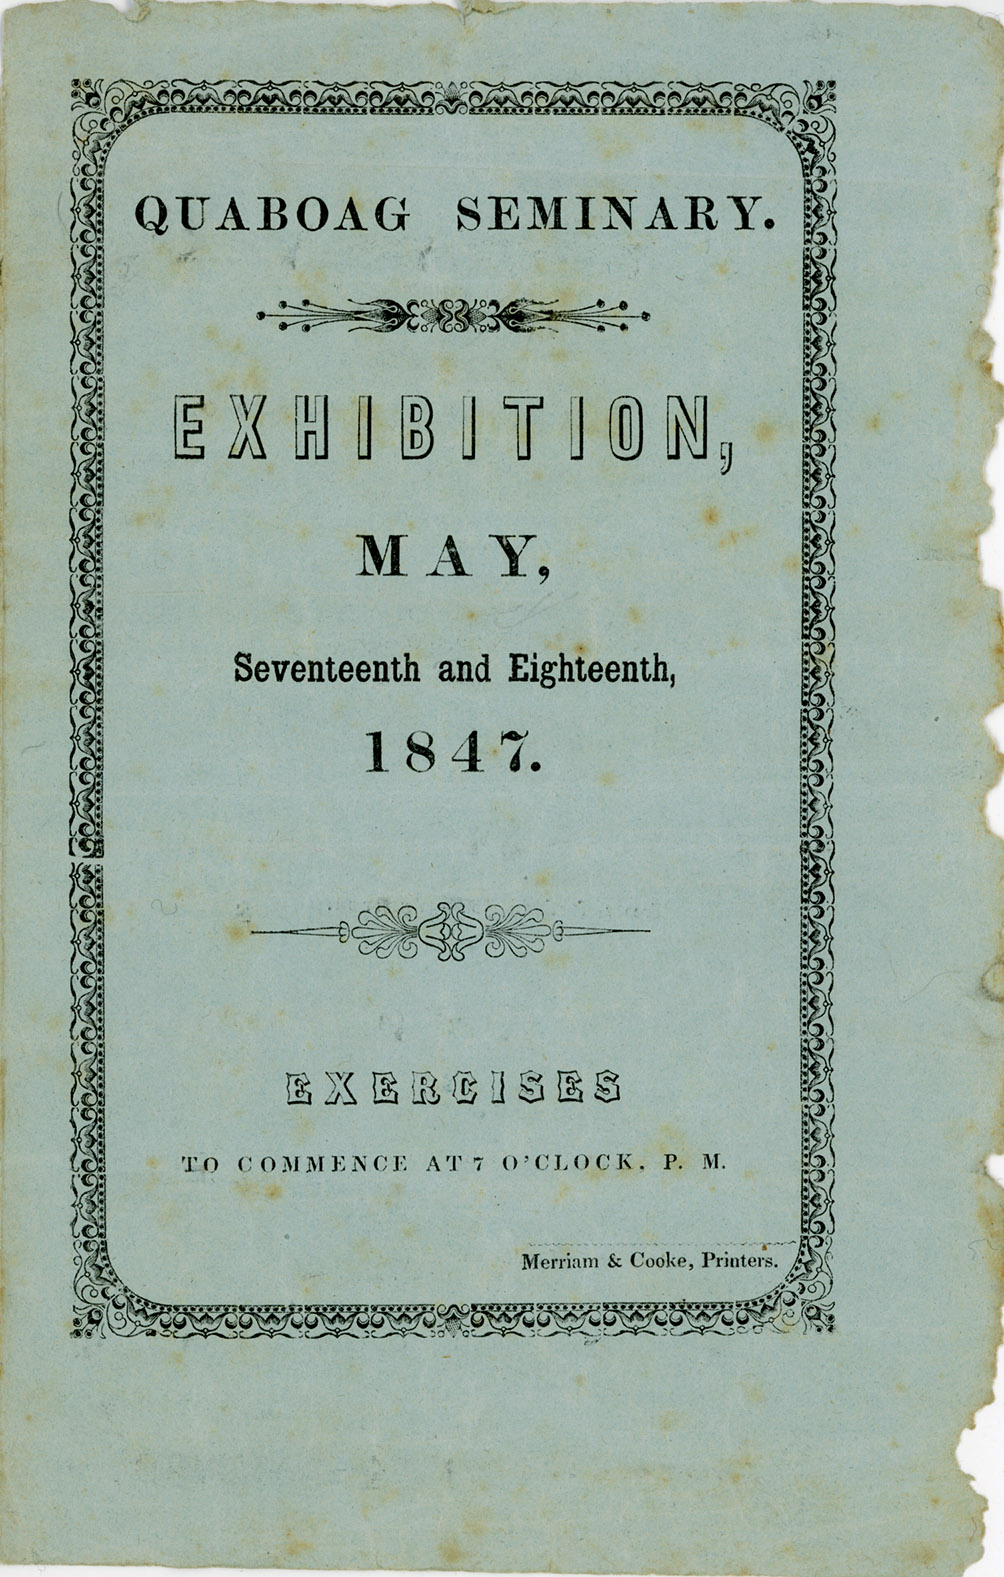 QUABOAG SEMINARY.
EXHIBITION,
MAY,
Seventeenth and Eighteenth,
1847.
EXERCISES
TO COMMENCE AT 7 O'CLOCK. P. M.
Merriam & Cooke, Printers.